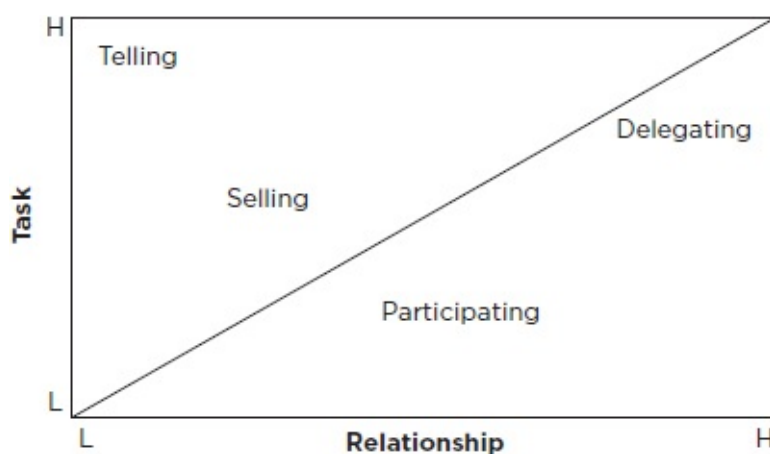 H
Telling
Delegating
Selling
Task
Participating
L
L
Relationship
H